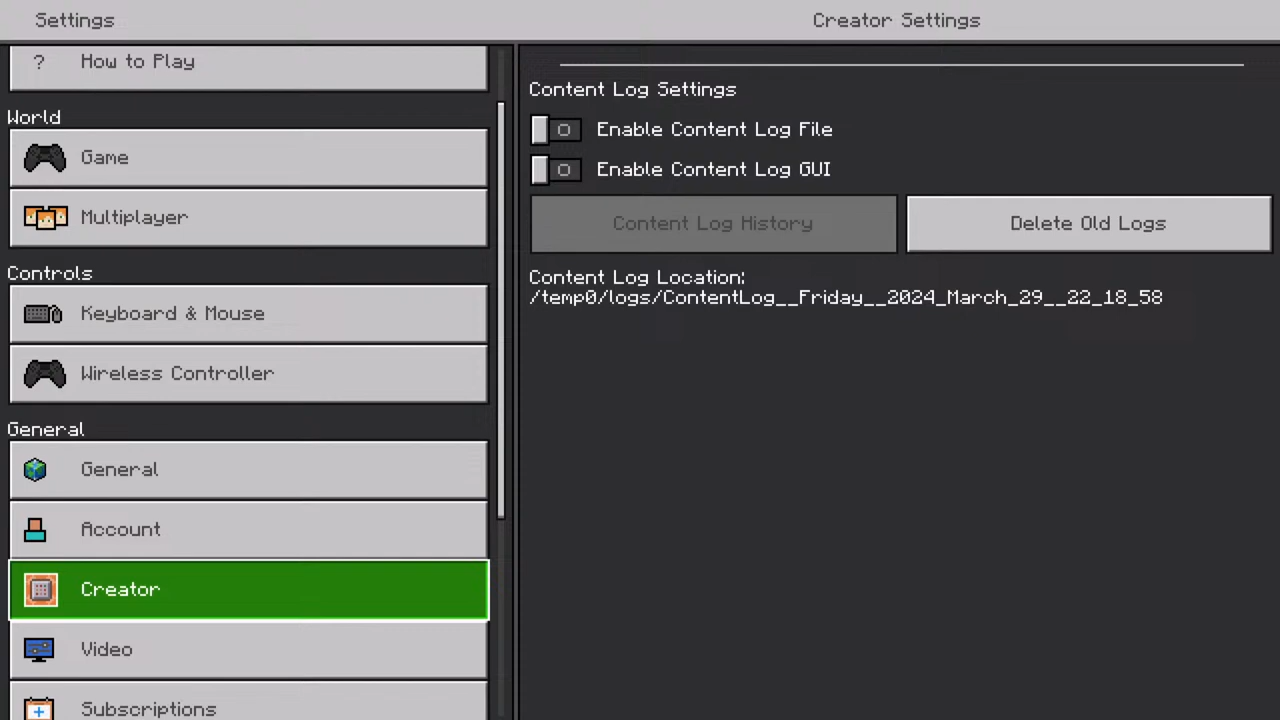 Settings
Creator Settings
? How to Play
World
Game
Multiplayer
Controls
Keyboard & Mouse
Wireless Controller
General
General
Account
Creator
Video
Subscriptions
Content Log Settings
Enable Content Log File
Enable Content Log GUI
Content Log History
Delete Old Logs
Content Log Location:
/temp0/logs/ContentLog__Friday__2024_March_29__22_18_58